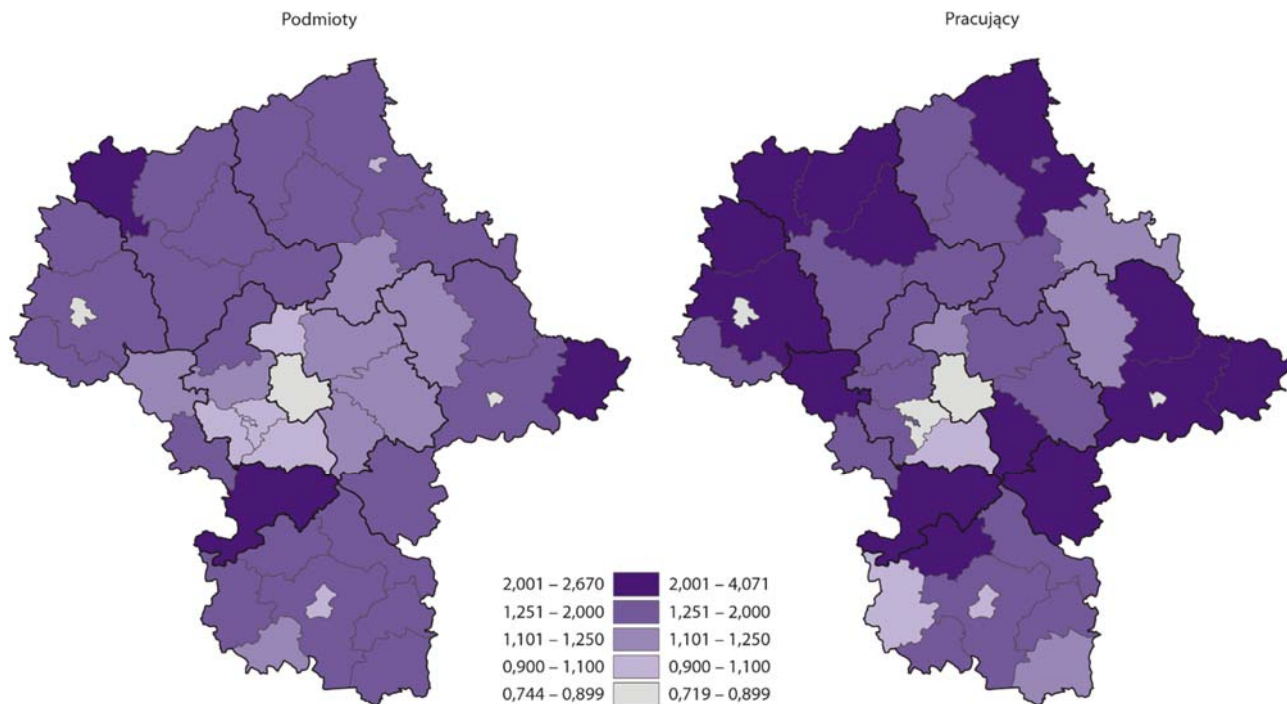 Podmioty Pracujący
2,001 – 2,670 2,001 – 4,071
1,251 – 2,000 1,251 – 2,000
1,101 – 1,250 1,101 – 1,250
0,900 – 1,100 0,900 – 1,100
0,744 – 0,899 0,719 – 0,899